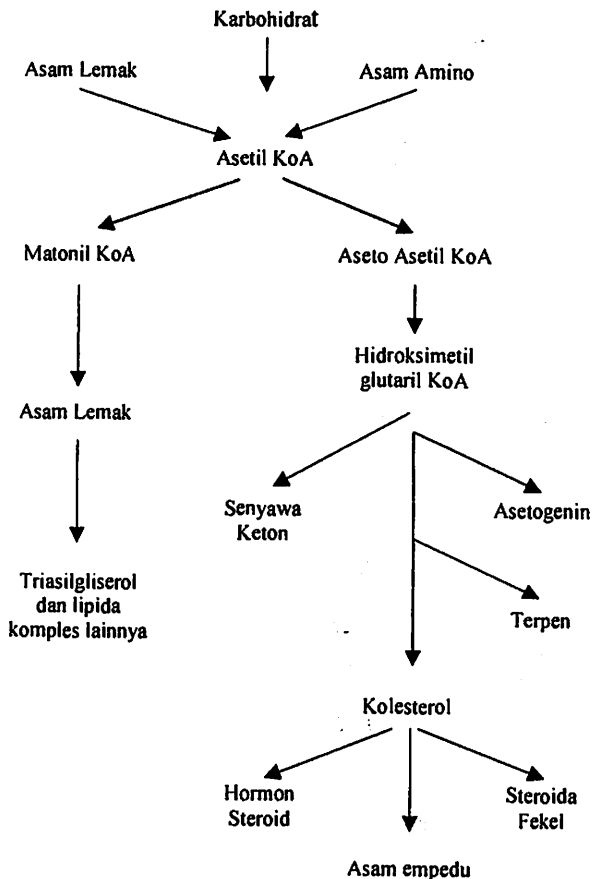 Karbohidrat
Asam Lemak
Asam Amino
Asetil KoA
Matonil KoA
Aseto Asetil KoA
Hidroksimetil
glutaril KoA
Asam Lemak
Senyawa
Keton
Asetogenin
Triasilgliserol
dan lipida
komples lainnya
Terpen
Kolesterol
Hormon
Steroid
Steroida
Fekel
Asam empedu